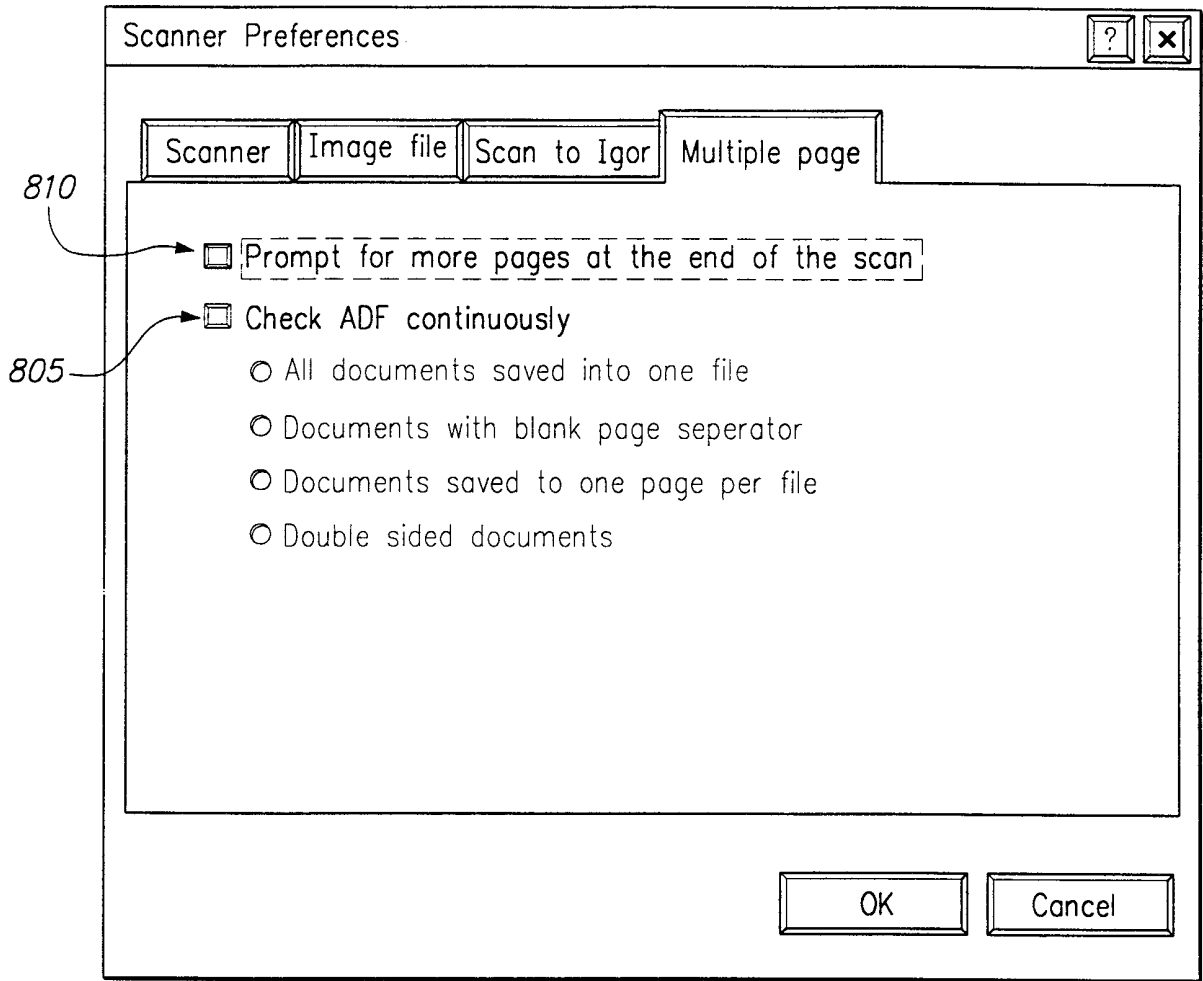 Scanner Preferences ?
Scanner Image file Scan to Igor Multiple page
810
Prompt for more pages at the end of the scan
Check ADF continuously
805
All documents saved into one file
Documents with blank page seperator
Documents saved to one page per file
Double sided documents
OK Cancel